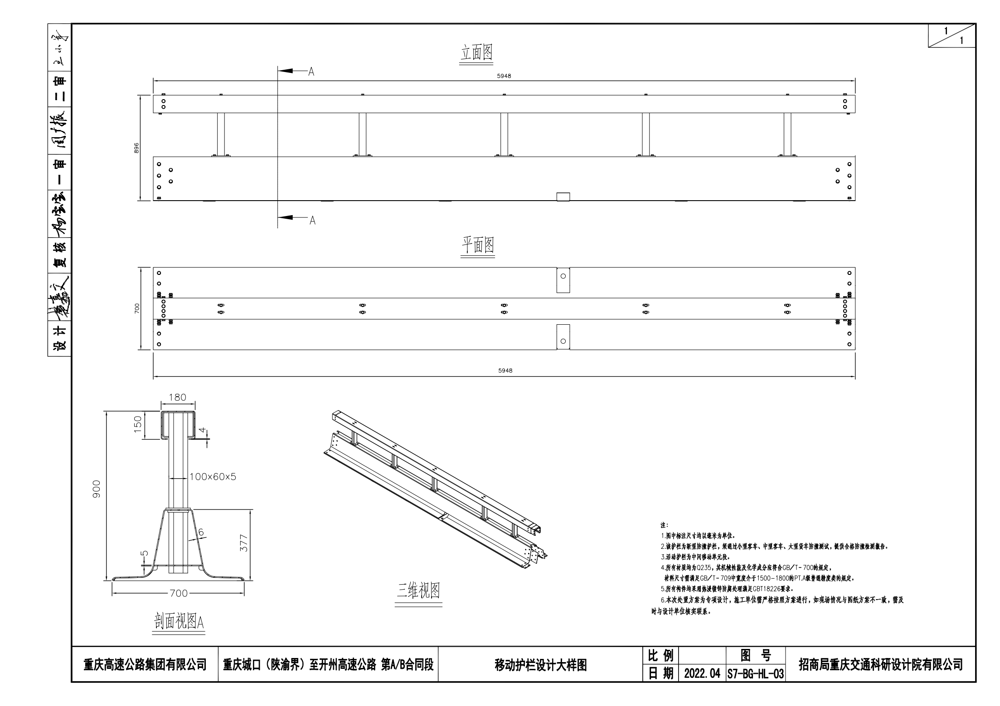 1
1
立面图
A
5948
896
A
平面图
700
5948
180
150
4
900
100x60x5
6
377
5
700
剖面视图A
三维视图
注：
1.图中标注尺寸均以毫米为单位。
2.该护栏为新型防撞护栏，须通过小型客车、中型客车、大型货车防撞测试，提供合格防撞检测报告。
3.活动护栏为中间移动单元段。
4.所有材质均为Q235，其机械性能及化学成分应符合GB/T-700的规定，
材料尺寸需满足GB/T-709中宽度介于1500-1800的PT.A级普通精度类的规定。
5.所有构件均采用热浸镀锌防腐处理满足GBT18226要求。
6.本次处置方案为专项设计，施工单位需严格按照方案进行，如现场情况与图纸方案不一致，需及
时与设计单位核实联系。
二审
一审
复核
设计
重庆高速公路集团有限公司
重庆城口（陕渝界）至开州高速公路 第A/B合同段
移动护栏设计大样图
比例
图号
日期
2022.04
S7-BG-HL-03
招商局重庆交通科研设计院有限公司